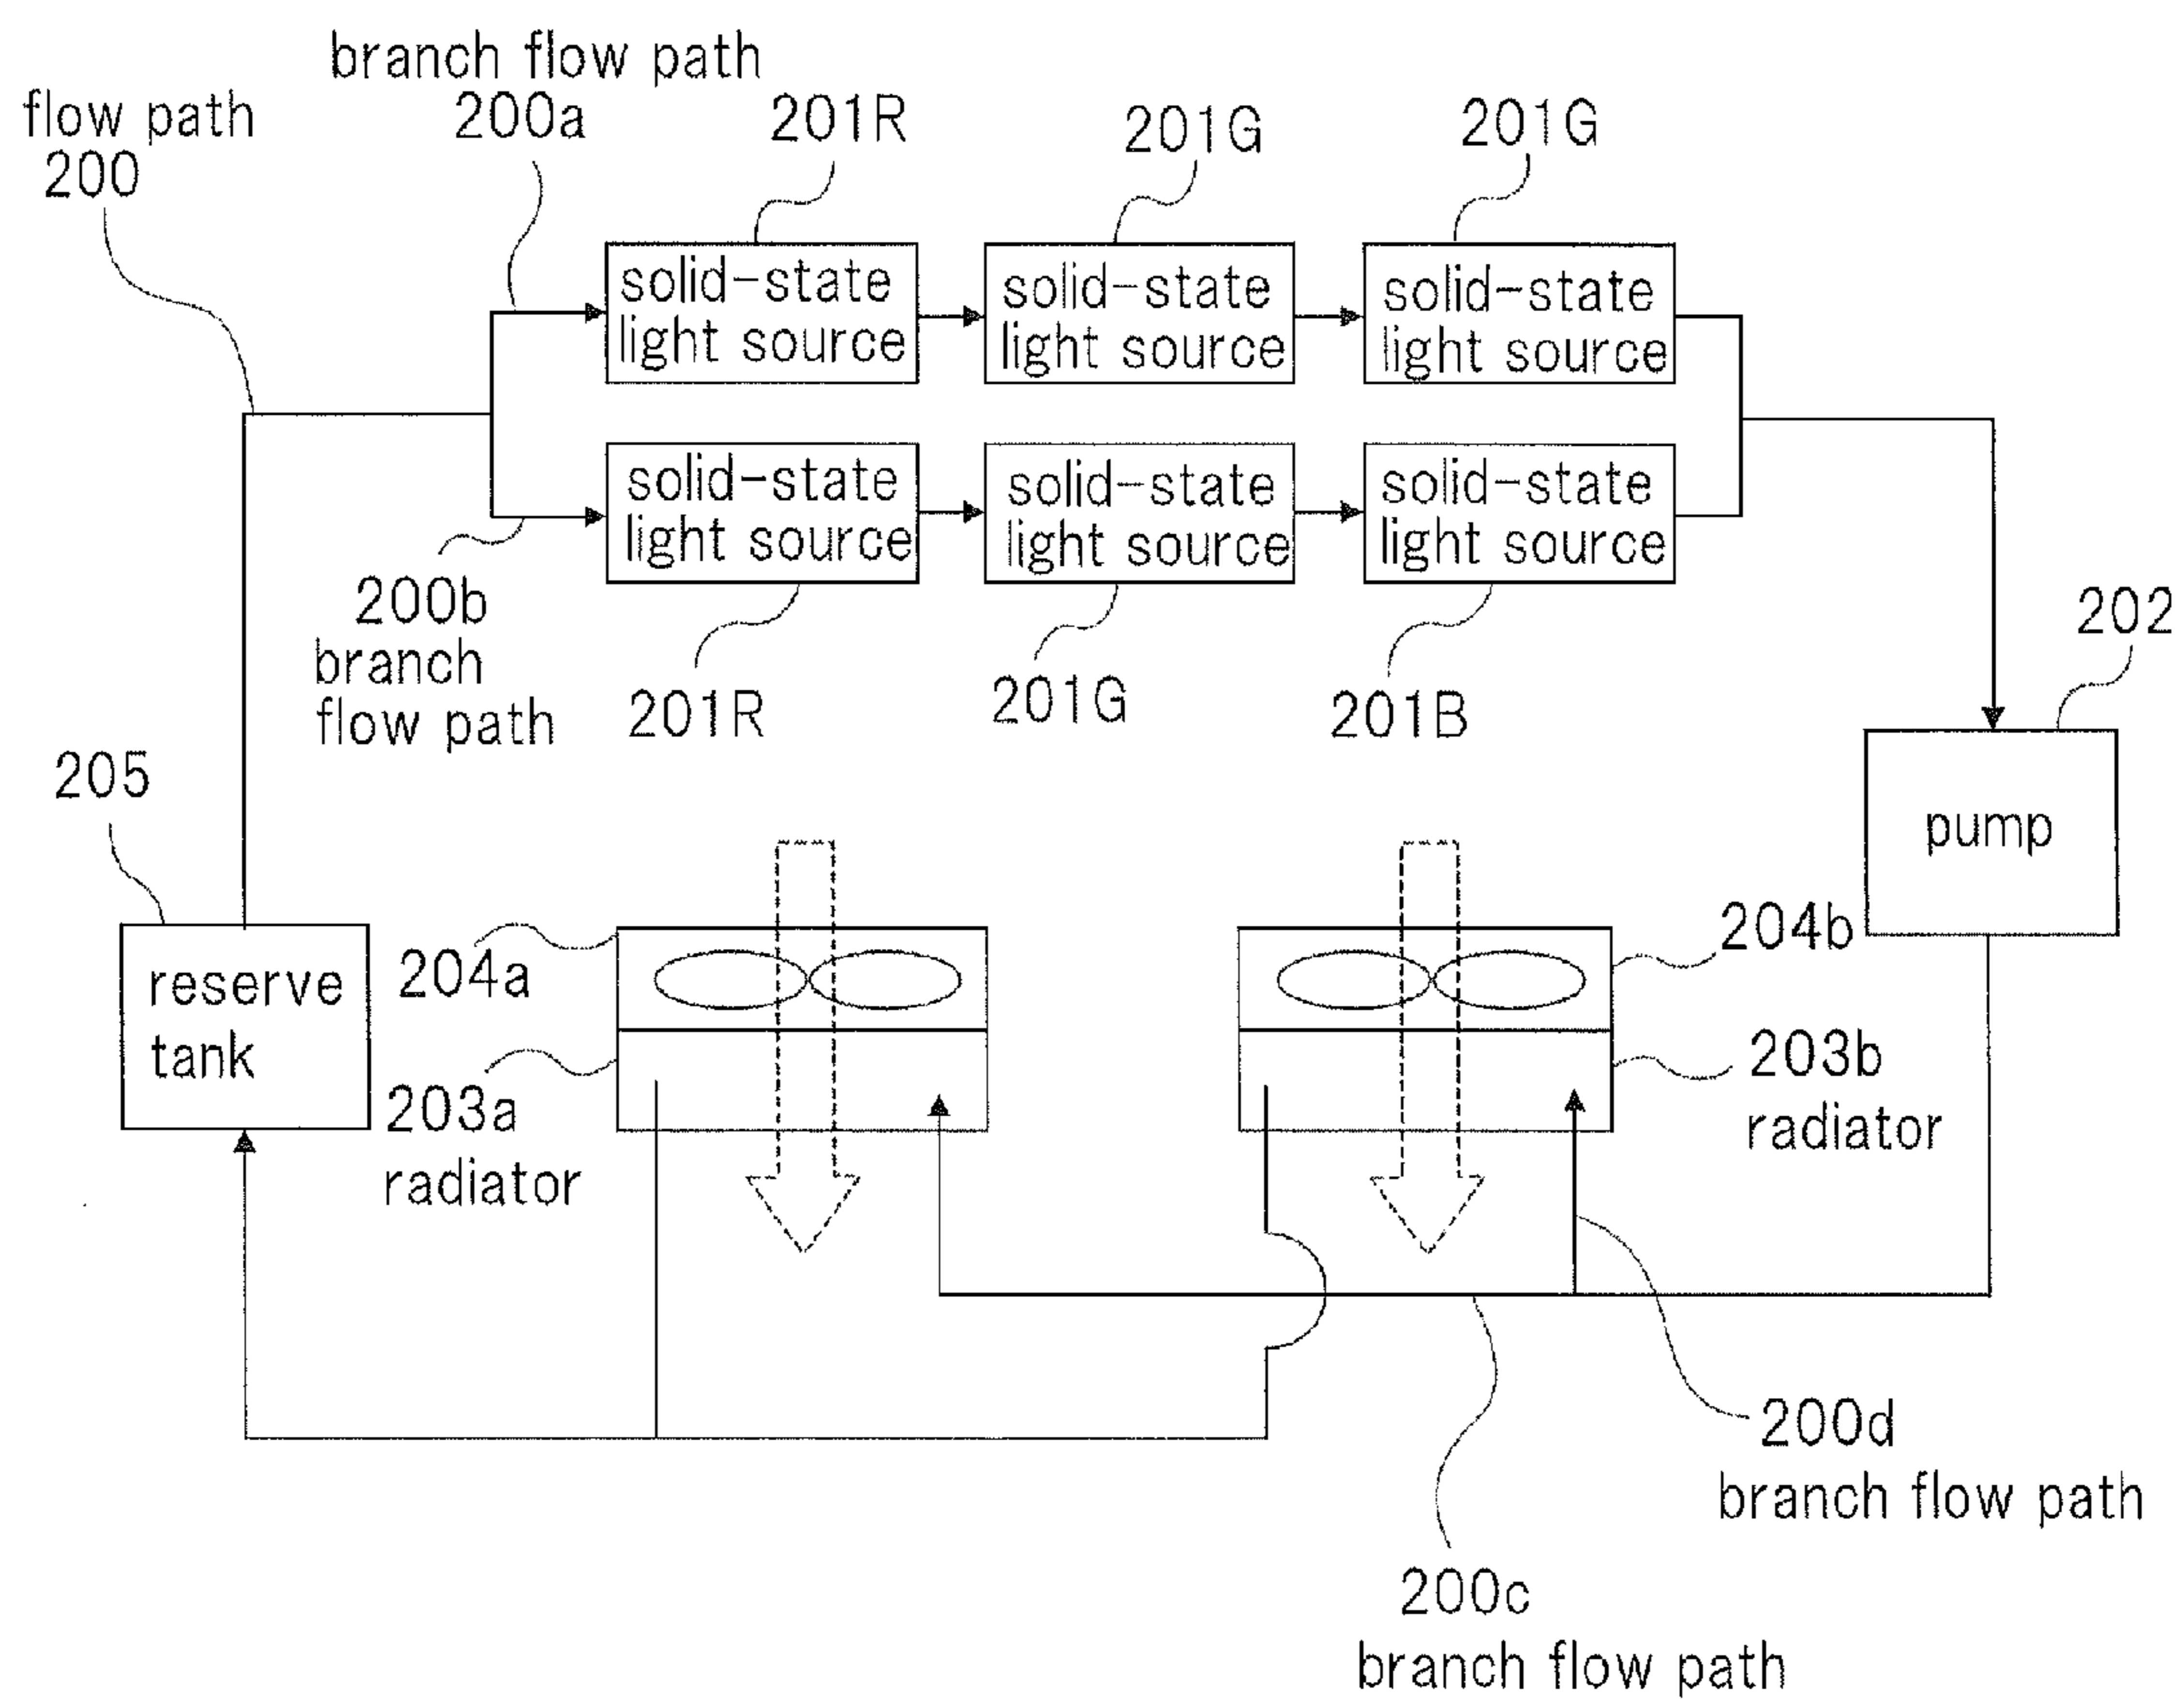 branch flow path
200a
flow path
200
201R
201G
201G
solid-state
light source
solid-state
light source
solid-state
light source
solid-state
light source
solid-state
light source
solid-state
light source
200b
branch
flow path
201R
201G
201B
202
pump
205
reserve
tank
204a
203a
radiator
204b
203b
radiator
200d
branch flow path
200c
branch flow path